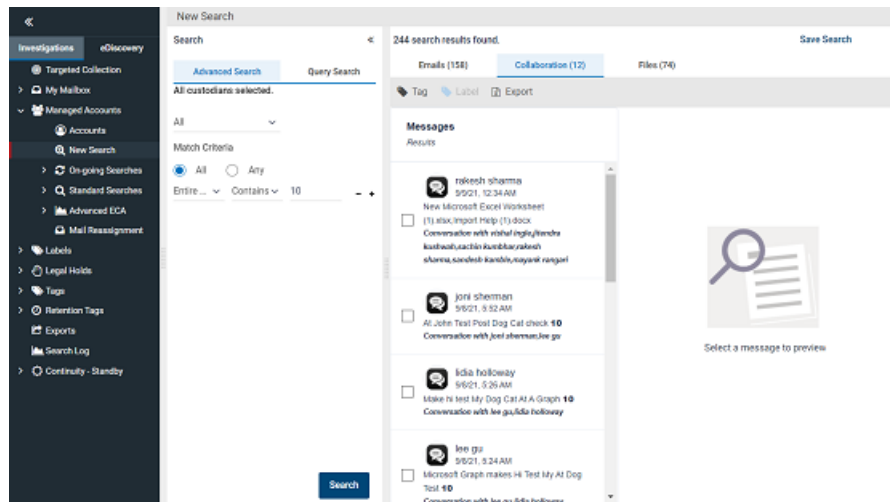 New Search
Investigations
eDiscovery
Targeted Collection
My Mailbox
Managed Accounts
Accounts
New Search
On-going Searches
Standard Searches
Advanced ECA
Mail Reassignment
Labels
Legal Holds
Tags
Retention Tags
Exports
Search Log
Continuity - Standby
Search
Advanced Search
Query Search
All custodians selected.
All
Match Criteria
All
Any
Entire ...
Contains
10
Search
244 search results found.
Save Search
Emails (158)
Collaboration (12)
Files (74)
Tag
Label
Export
Messages
Results
rakesh sharma
9/9/21, 12:34 AM
New Microsoft Excel Worksheet
(1).xlsx,Import Help (1).docx
Conversation with vishal ingle,jitendra
kushwah,sachin kumbhar,rakesh
sharma,sandesh kamble,mayank rangari
joni sherman
9/6/21, 5:52 AM
At John Test Post Dog Cat check 10
Conversation with joni sherman,lee gu
lidia holloway
9/6/21, 5:26 AM
Make hi test My Dog Cat At A Graph 10
Conversation with lee gu,lidia holloway
lee gu
9/6/21, 5:24 AM
Microsoft Graph makes Hi Test My At Dog
Test 10
Conversation with lee gu,lidia holloway
Select a message to preview